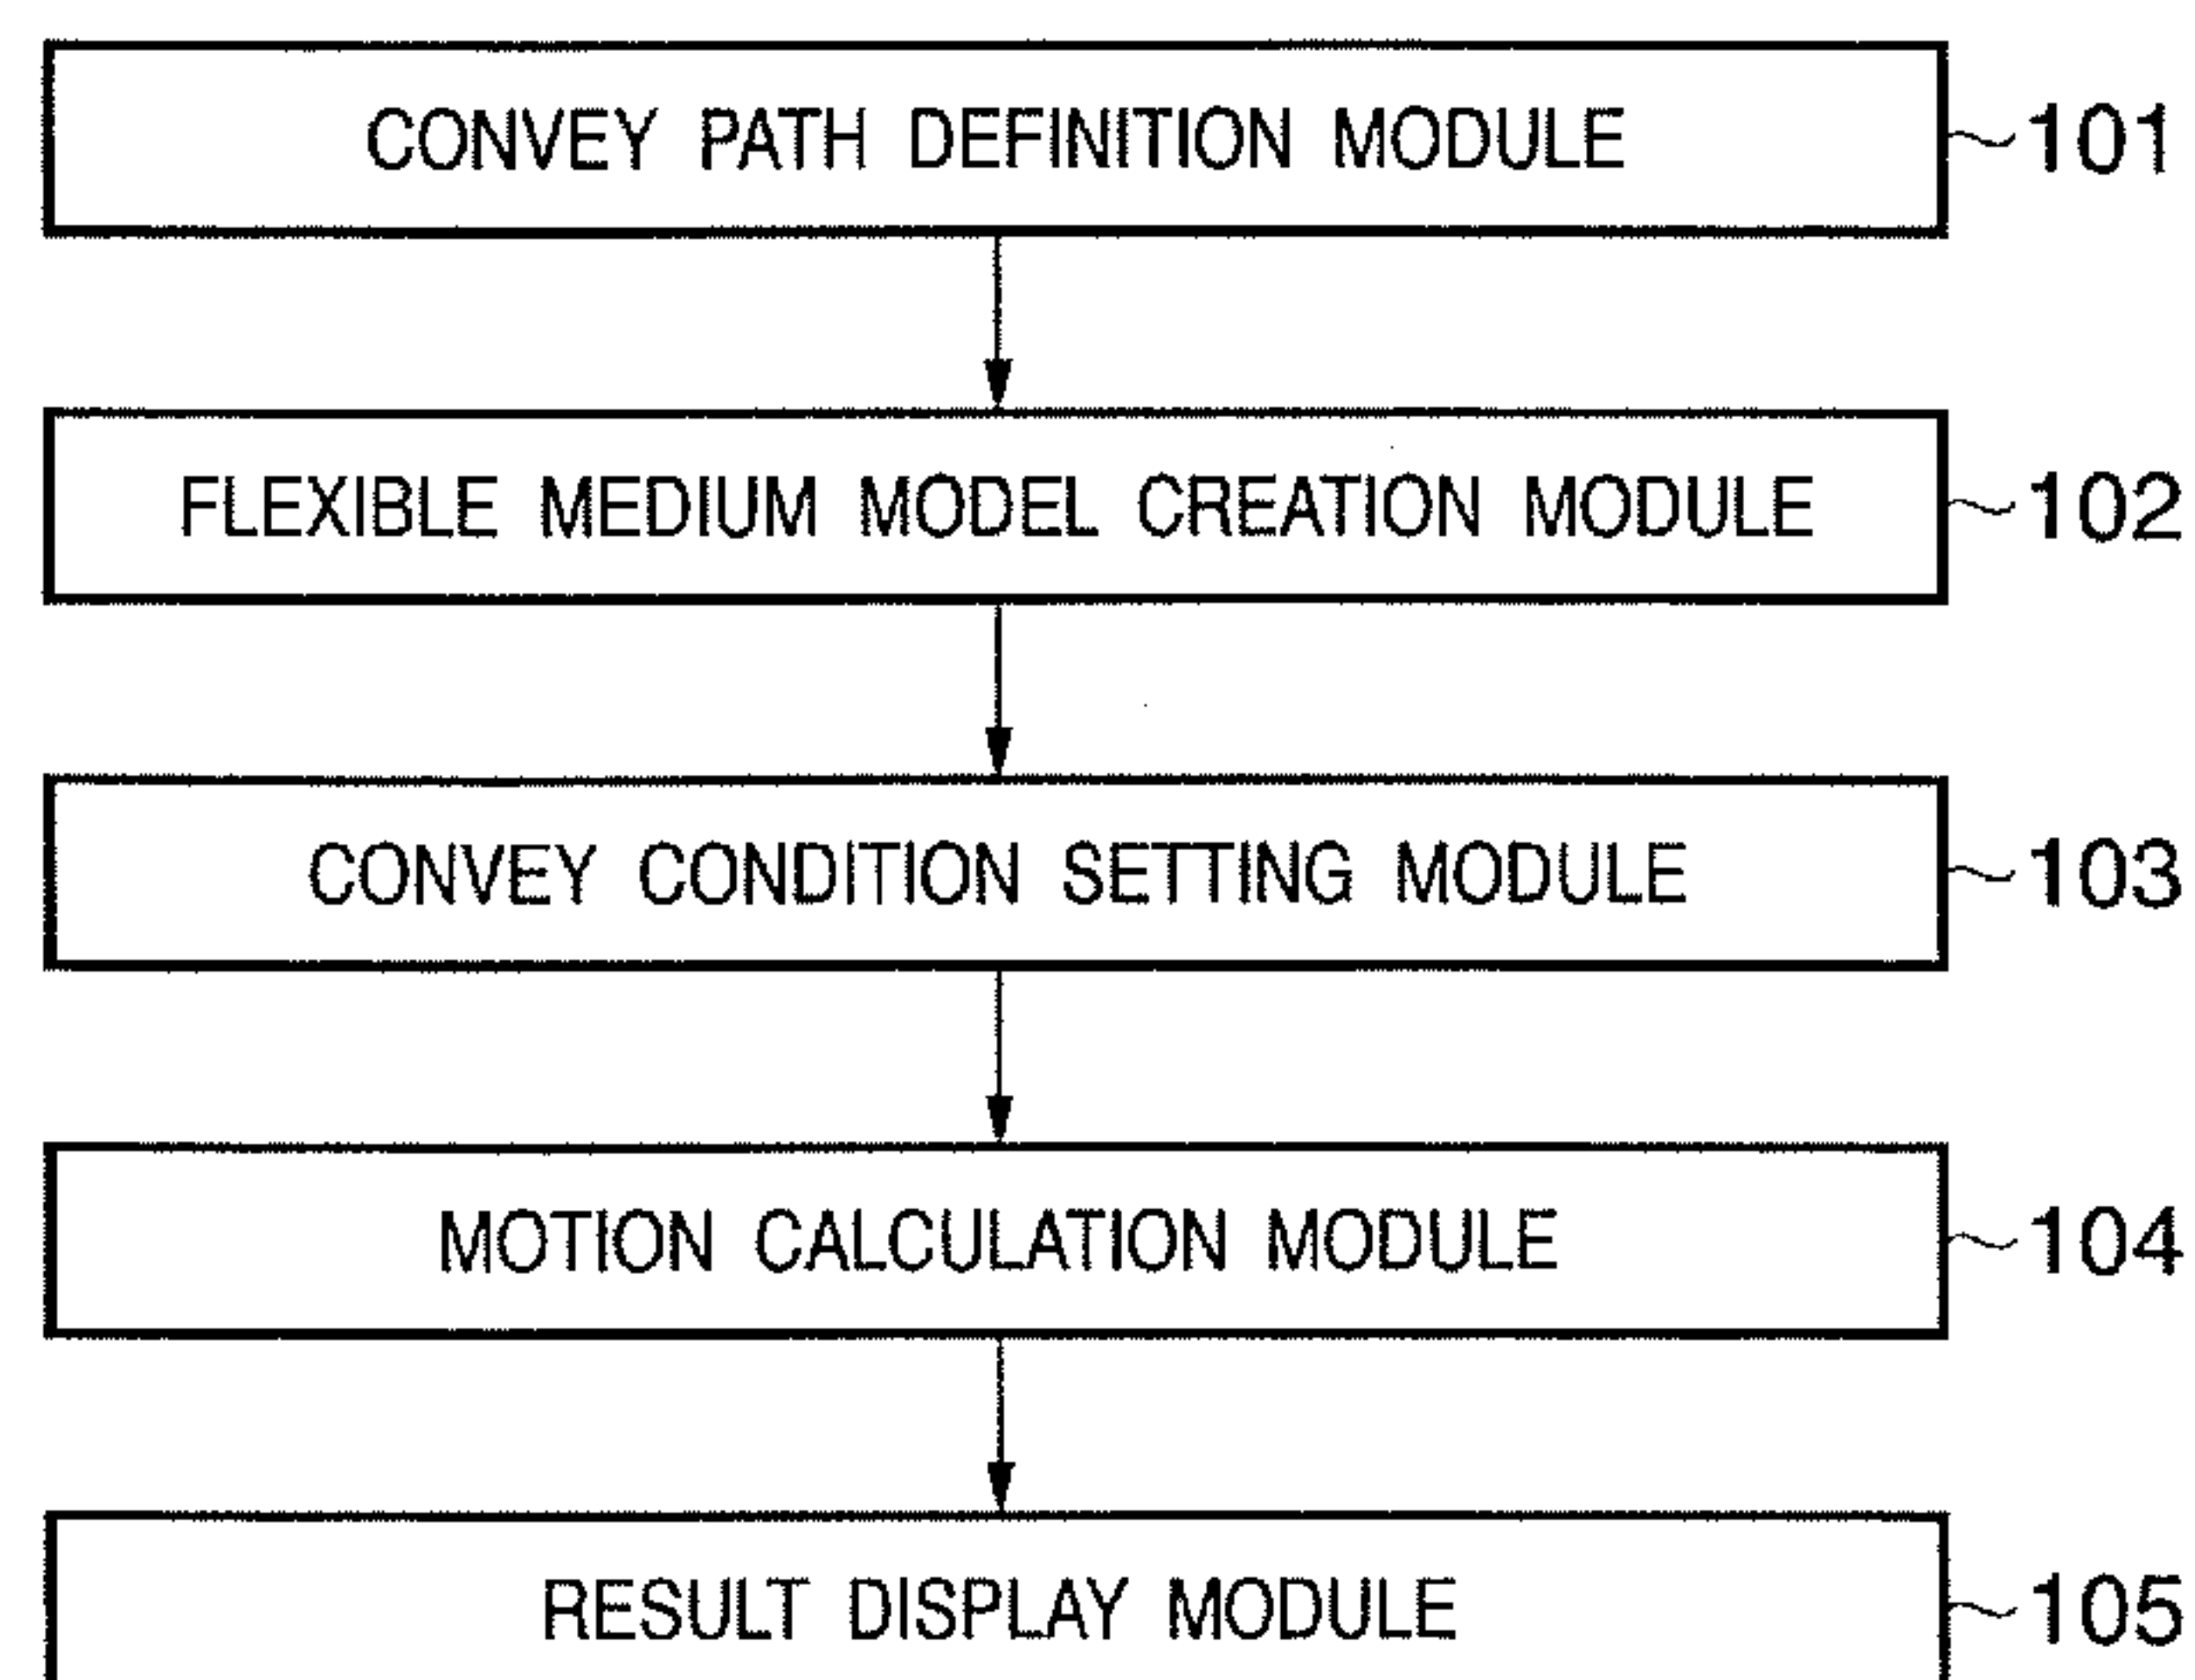 CONVEY PATH DEFINITION MODULE 101
FLEXIBLE MEDIUM MODEL CREATION MODULE 102
CONVEY CONDITION SETTING MODULE 103
MOTION CALCULATION MODULE 104
RESULT DISPLAY MODULE 105